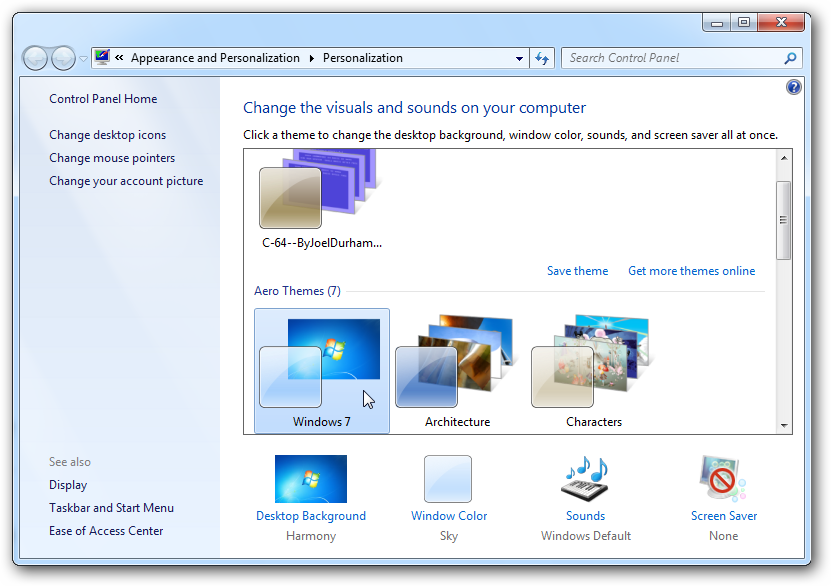 « Appearance and Personalization ▸ Personalization
Search Control Panel
Control Panel Home
Change desktop icons
Change mouse pointers
Change your account picture
See also
Display
Taskbar and Start Menu
Ease of Access Center
Change the visuals and sounds on your computer
Click a theme to change the desktop background, window color, sounds, and screen saver all at once.
C-64--ByJoelDurham...
Save theme Get more themes online
Aero Themes (7)
Windows 7 Architecture Characters
Desktop Background Window Color Sounds Screen Saver
Harmony Sky Windows Default None